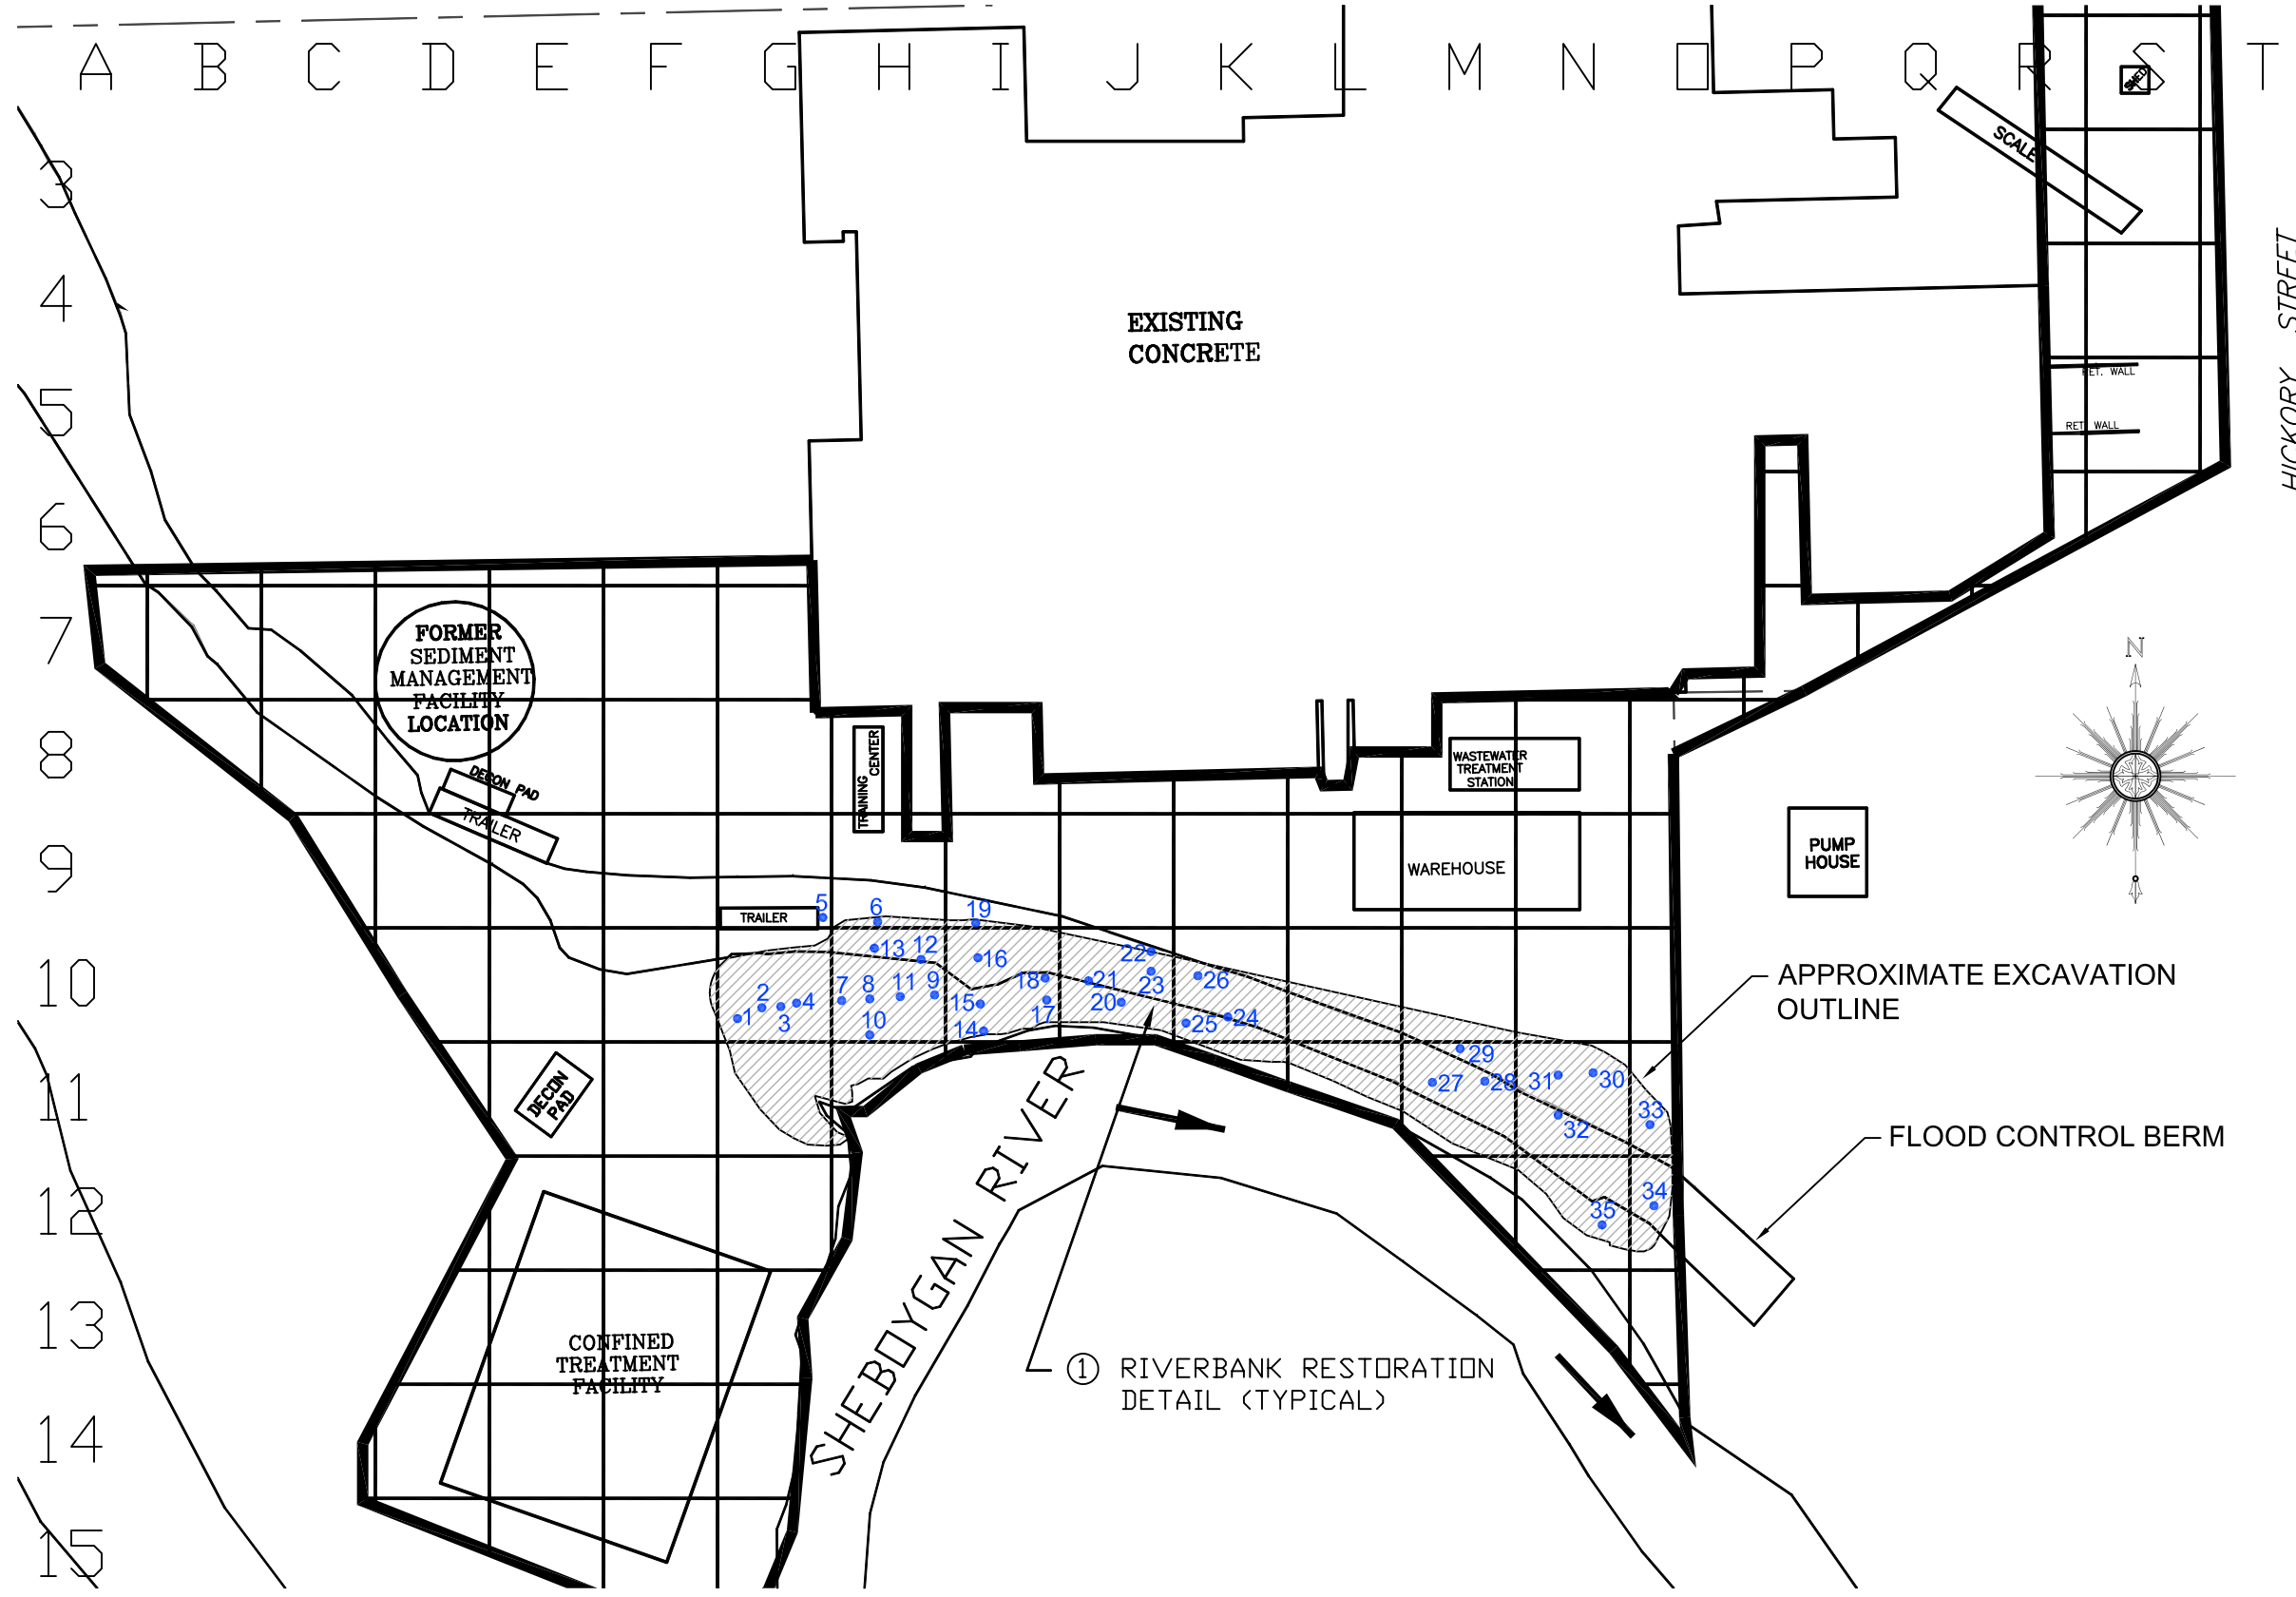 A B C D E F G H I J K L M N O P Q R S T
SHED
SCALE
3
HICKORY STREET
4
EXISTING
CONCRETE
RET. WALL
5
RET. WALL
6
7
FORMER
SEDIMENT
MANAGEMENT
FACILITY
LOCATION
N
8
TRAINING
CENTER
WASTEWATER
TREATMENT
STATION
DECON PAD
TRAILER
9
WAREHOUSE
PUMP
HOUSE
TRAILER
5
6
19
13
12
16
22
10
2
1
3
4
7
8
11
9
10
15
14
18
17
21
20
23
26
25
24
APPROXIMATE EXCAVATION
OUTLINE
11
DECON
PAD
29
27
28
31
30
32
33
FLOOD CONTROL BERM
12
34
35
SHEBOYGAN RIVER
13
CONFINED
TREATMENT
FACILITY
1 RIVERBANK RESTORATION
DETAIL (TYPICAL)
14
15